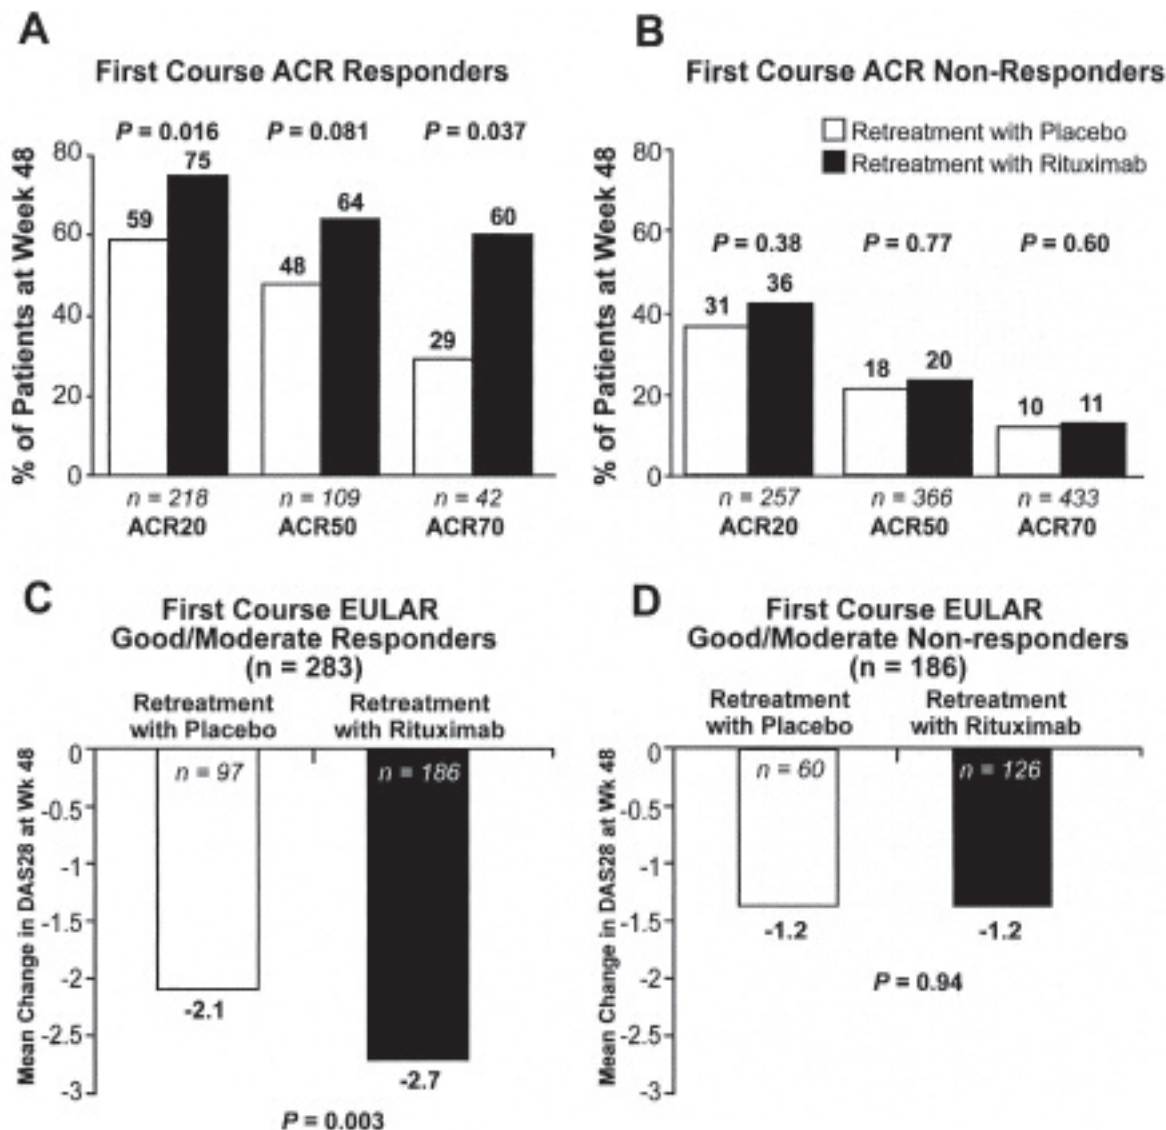 A
First Course ACR Responders
P = 0.016 P = 0.081 P = 0.037
% of Patients at Week 48
80
60
40
20
0
59 75
48 64
29 60
n = 218 n = 109 n = 42
ACR20 ACR50 ACR70
B
First Course ACR Non-Responders
Retreatment with Placebo
Retreatment with Rituximab
P = 0.38 P = 0.77 P = 0.60
% of Patients at Week 48
80
60
40
20
0
31 36
18 20
10 11
n = 257 n = 366 n = 433
ACR20 ACR50 ACR70
C
First Course EULAR
Good/Moderate Responders
(n = 283)
Retreatment
with Placebo
Retreatment
with Rituximab
Mean Change in DAS28 at Wk 48
0
-0.5
-1
-1.5
-2
-2.5
-3
n = 97
n = 186
-2.1
-2.7
P = 0.003
D
First Course EULAR
Good/Moderate Non-responders
(n = 186)
Retreatment
with Placebo
Retreatment
with Rituximab
Mean Change in DAS28 at Wk 48
0
-0.5
-1
-1.5
-2
-2.5
-3
n = 60
n = 126
-1.2
-1.2
P = 0.94